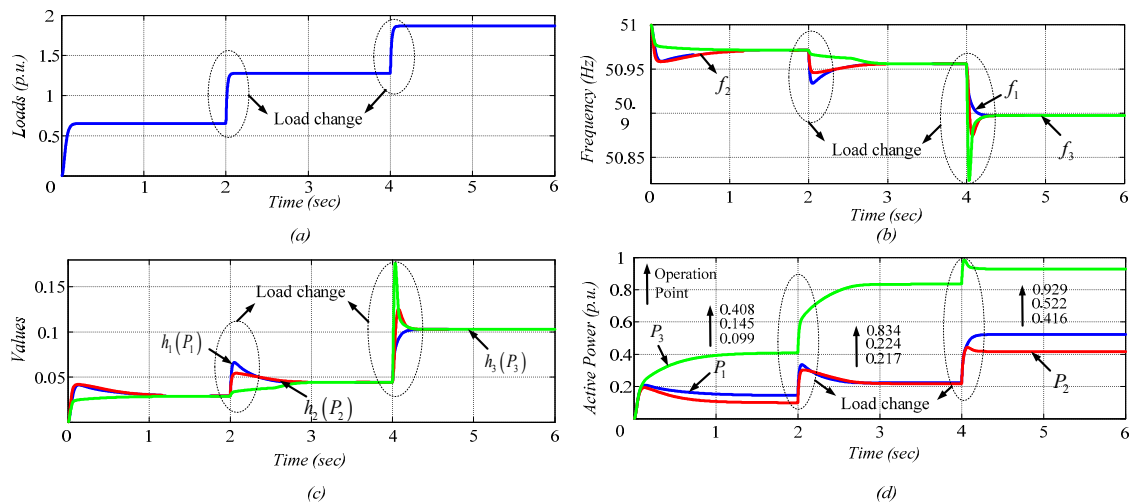 Loads (p.u.)
2
1.5
1
0.5
0
Load change
1
2
3
4
5
6
Time (sec)
(a)
Frequency (Hz)
51
50.95
50.
9
50.85
f2
f1
f3
Load change
0
1
2
3
4
5
6
Time (sec)
(b)
Values
0.15
0.10
0.05
0
Load change
h1(P1)
h2(P2)
h3(P3)
0
1
2
3
4
5
6
Time (sec)
(c)
Active Power (p.u.)
1
0.8
0.6
0.4
0.2
0
Operation
Point
0.408
0.145
0.099
0.834
0.224
0.217
0.929
0.522
0.416
P3
P1
P2
Load change
1
2
3
4
5
6
Time (sec)
(d)